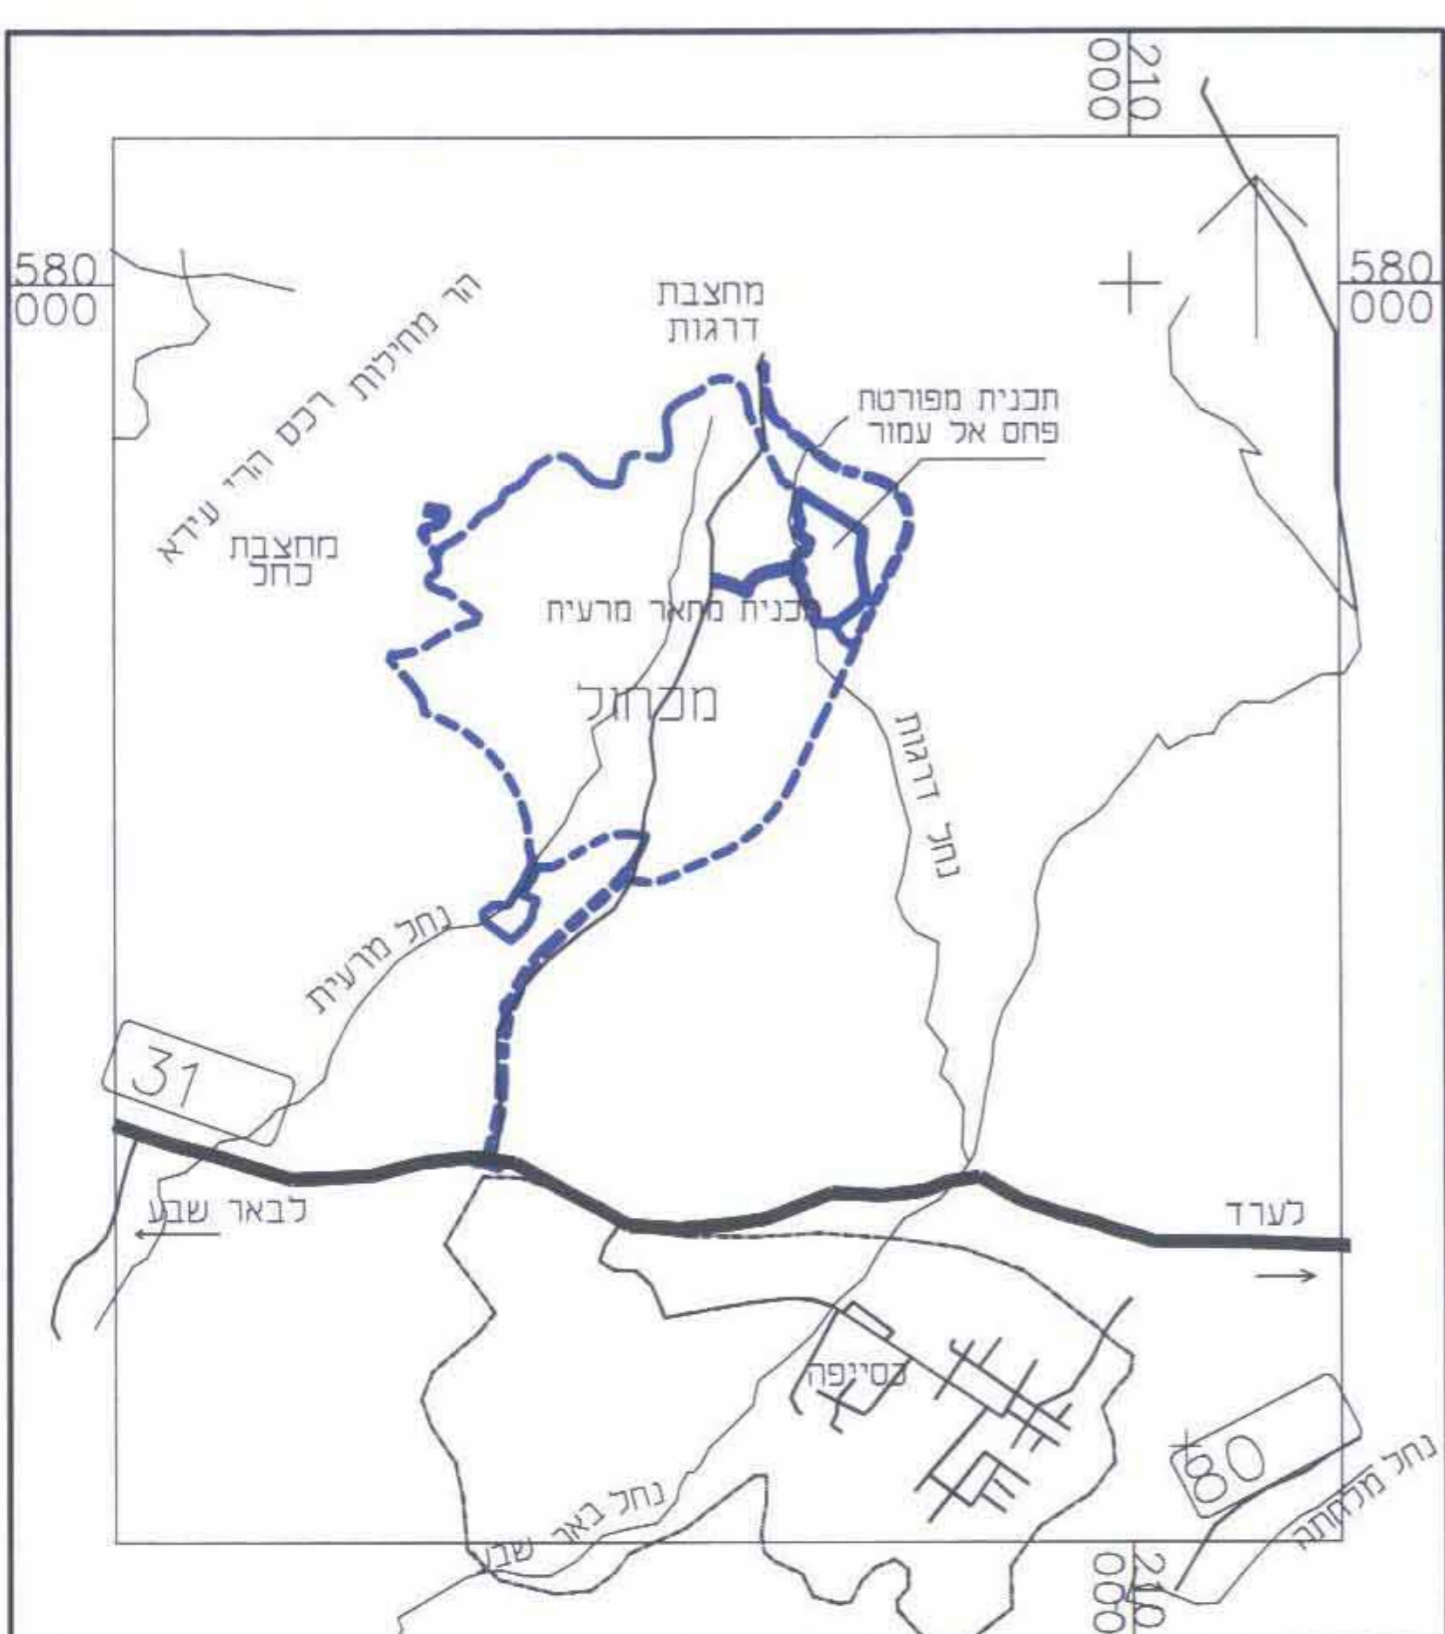 210
000
580
000
580
000
מחצבת
דרגות
הר מחילות
רכס הרי עירא
תכנית מפורטת
פחם אל עמור
מחצבת
כחל
תכנית מתאר מרעית
מכחול
נחל דרגות
נחל מרעית
31
לבאר שבע
לערד
כסייפה
80
נחל מלחתה
נחל באר שבע
210
000